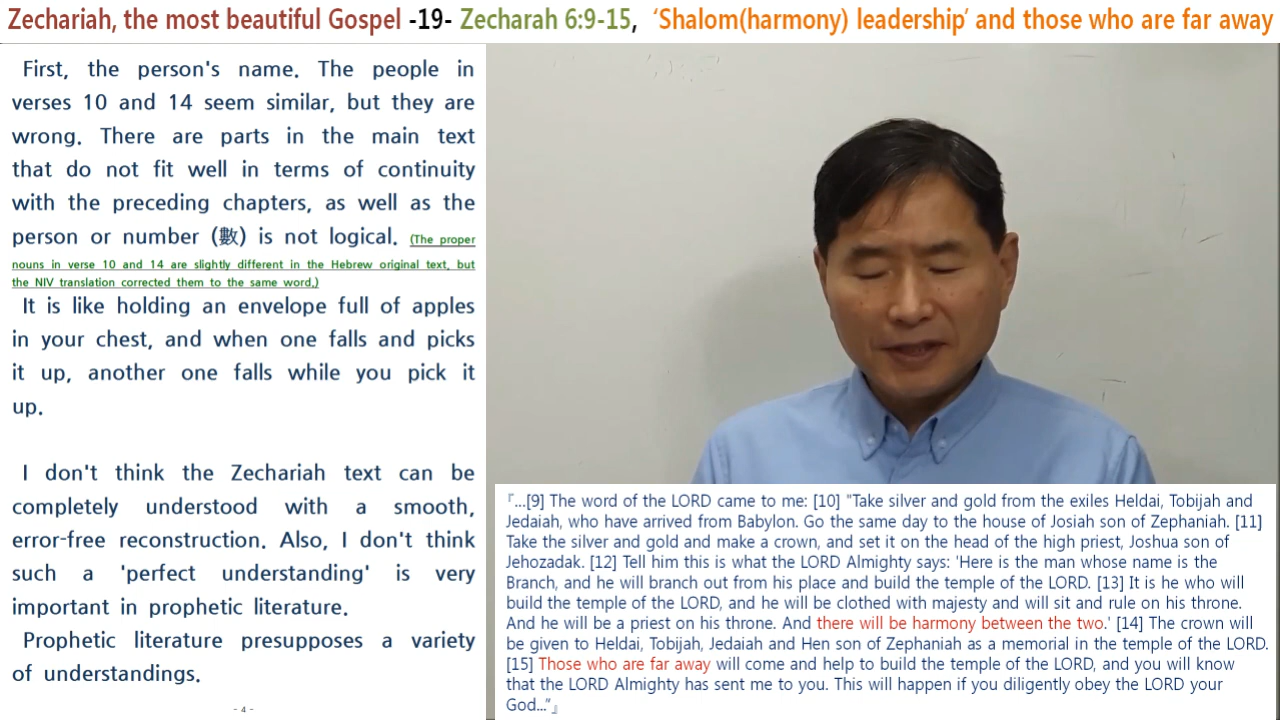 Zechariah, the most beautiful Gospel -19- Zecharah 6:9-15, ‘Shalom(harmony) leadership’ and those who are far away
First, the person's name. The people in
verses 10 and 14 seem similar, but they are
wrong. There are parts in the main text
that do not fit well in terms of continuity
with the preceding chapters, as well as the
person or number (數) is not logical. (The proper
nouns in verse 10 and 14 are slightly different in the Hebrew original text, but
the NIV translation corrected them to the same word.)
It is like holding an envelope full of apples
in your chest, and when one falls and picks
it up, another one falls while you pick it
up.
I don't think the Zechariah text can be
completely understood with a smooth,
error-free reconstruction. Also, I don't think
such a 'perfect understanding' is very
important in prophetic literature.
Prophetic literature presupposes a variety
of understandings.
- 4 -
『...[9] The word of the LORD came to me: [10] "Take silver and gold from the exiles Heldai, Tobijah and
Jedaiah, who have arrived from Babylon. Go the same day to the house of Josiah son of Zephaniah. [11]
Take the silver and gold and make a crown, and set it on the head of the high priest, Joshua son of
Jehozadak. [12] Tell him this is what the LORD Almighty says: 'Here is the man whose name is the
Branch, and he will branch out from his place and build the temple of the LORD. [13] It is he who will
build the temple of the LORD, and he will be clothed with majesty and will sit and rule on his throne.
And he will be a priest on his throne. And there will be harmony between the two.' [14] The crown will
be given to Heldai, Tobijah, Jedaiah and Hen son of Zephaniah as a memorial in the temple of the LORD.
[15] Those who are far away will come and help to build the temple of the LORD, and you will know
that the LORD Almighty has sent me to you. This will happen if you diligently obey the LORD your
God..."』